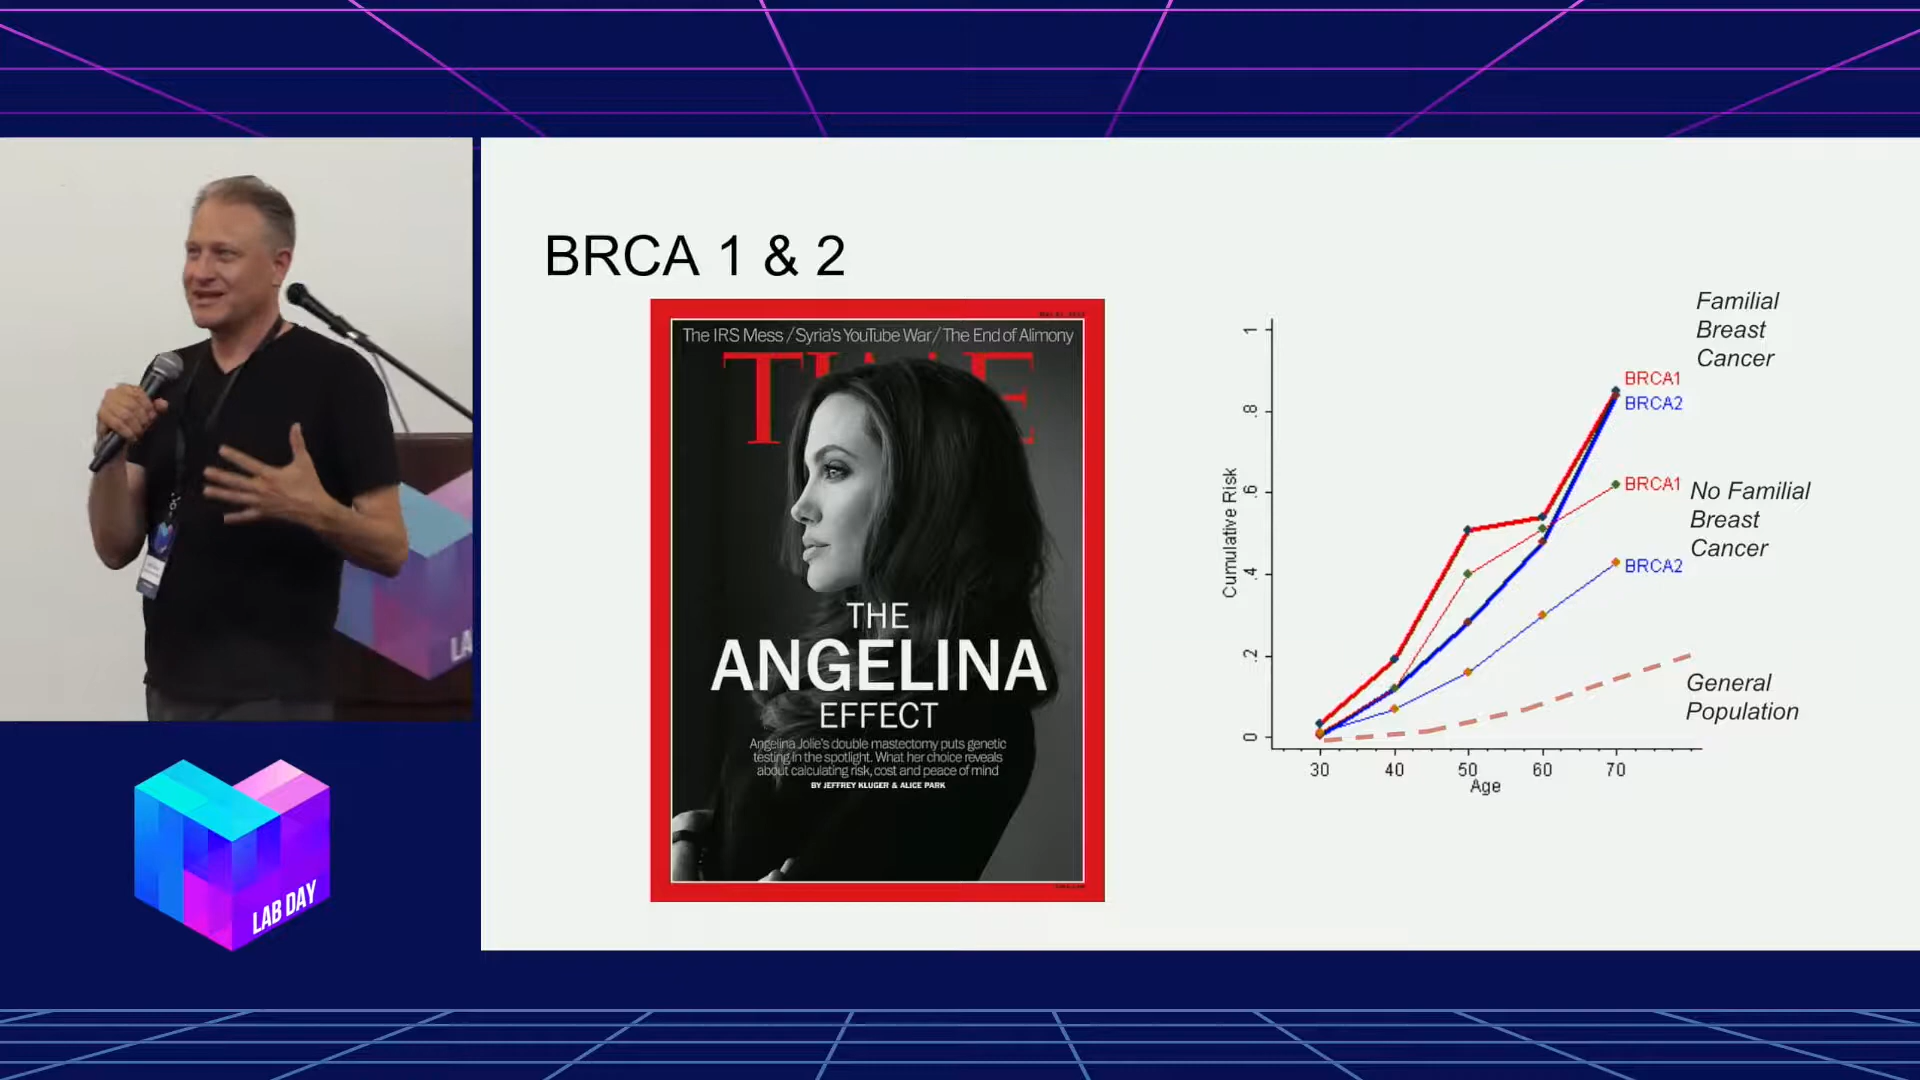 BRCA 1 & 2
The IRS Mess / Syria's YouTube War / The End of Alimony
TIME
THE
ANGELINA
EFFECT
Angelina Jolie's double mastectomy puts genetic
testing in the spotlight. What her choice reveals
about calculating risk, cost and peace of mind
BY JEFFREY KLUGER & ALICE PARK
Familial
Breast
Cancer
BRCA1
BRCA2
BRCA1
No Familial
Breast
Cancer
BRCA2
General
Population
Cumulative Risk
1
.8
.6
.4
.2
0
30 40 50 60 70
Age
LA
LAB DAY